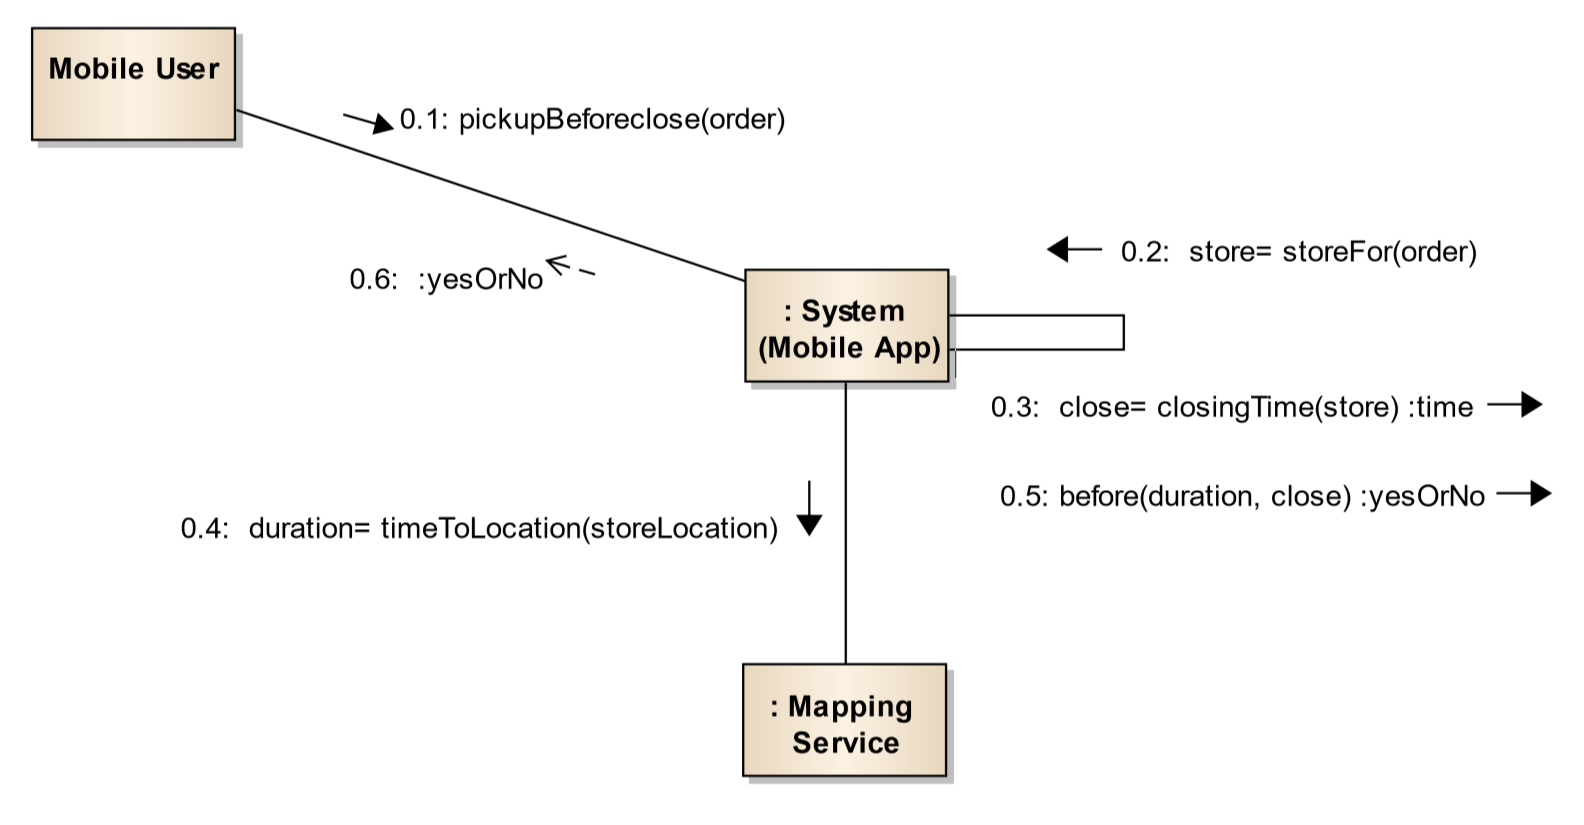 Mobile User
0.1: pickupBeforeclose(order)
0.2: store= storeFor(order)
0.6: :yesOrNo
: System
(Mobile App)
0.3: close= closingTime(store) :time
0.5: before(duration, close) :yesOrNo
0.4: duration= timeToLocation(storeLocation)
: Mapping
Service